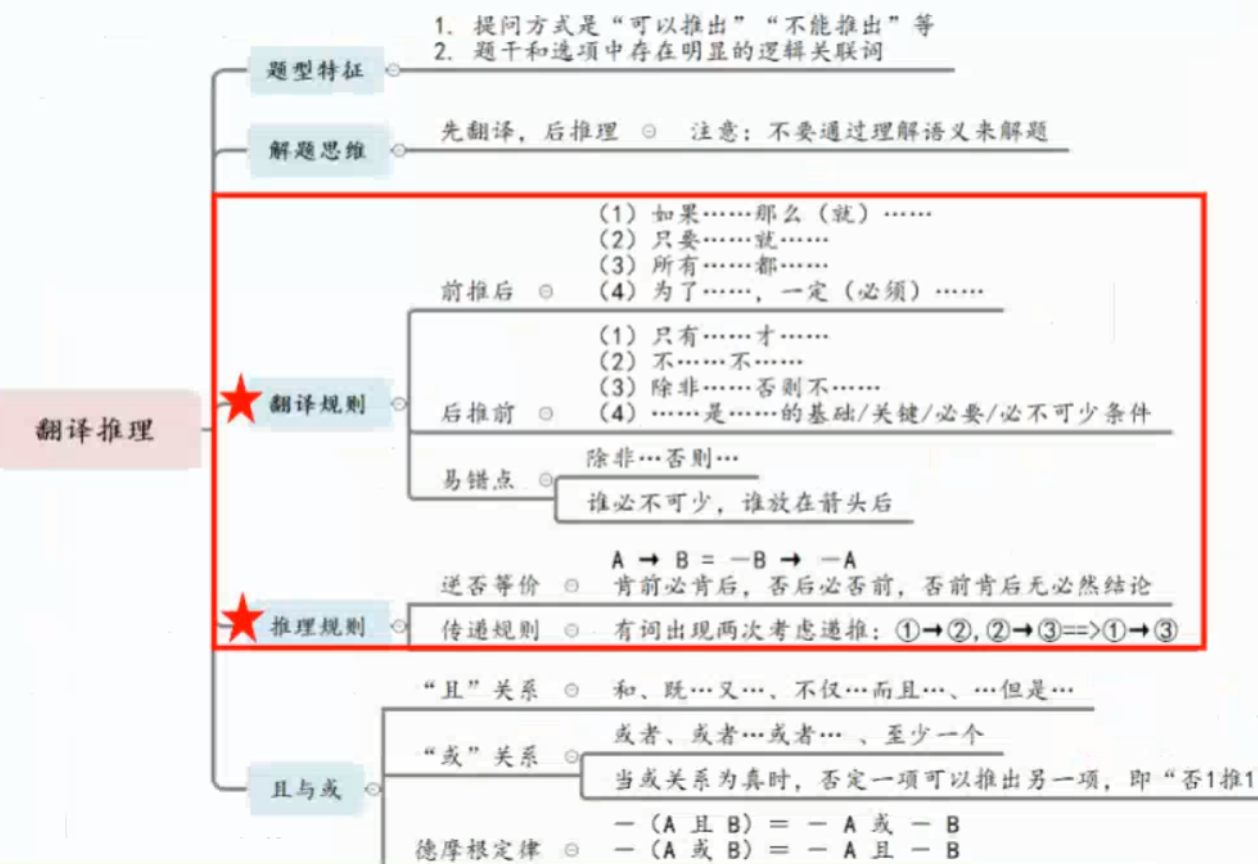 翻译推理
题型特征
1. 提问方式是“可以推出”“不能推出”等
2. 题干和选项中存在明显的逻辑关联词
解题思维
先翻译，后推理
注意：不要通过理解语义来解题
翻译规则
前推后
（1）如果……那么（就）……
（2）只要……就……
（3）所有……都……
（4）为了……，一定（必须）……
后推前
（1）只有……才……
（2）不……不……
（3）除非……否则不……
（4）……是……的基础/关键/必要/必不可少条件
易错点
除非…否则…
谁必不可少，谁放在箭头后
推理规则
逆否等价
A → B = －B → －A
肯前必肯后，否后必否前，否前肯后无必然结论
传递规则
有词出现两次考虑递推：①→②,②→③==>①→③
且与或
“且”关系
和、既…又…、不仅…而且…、…但是…
“或”关系
或者、或者…或者… 、至少一个
当或关系为真时，否定一项可以推出另一项，即“否1推1
德摩根定律
－（A 且 B）＝ － A 或 － B
－（A 或 B）＝ － A 且 － B